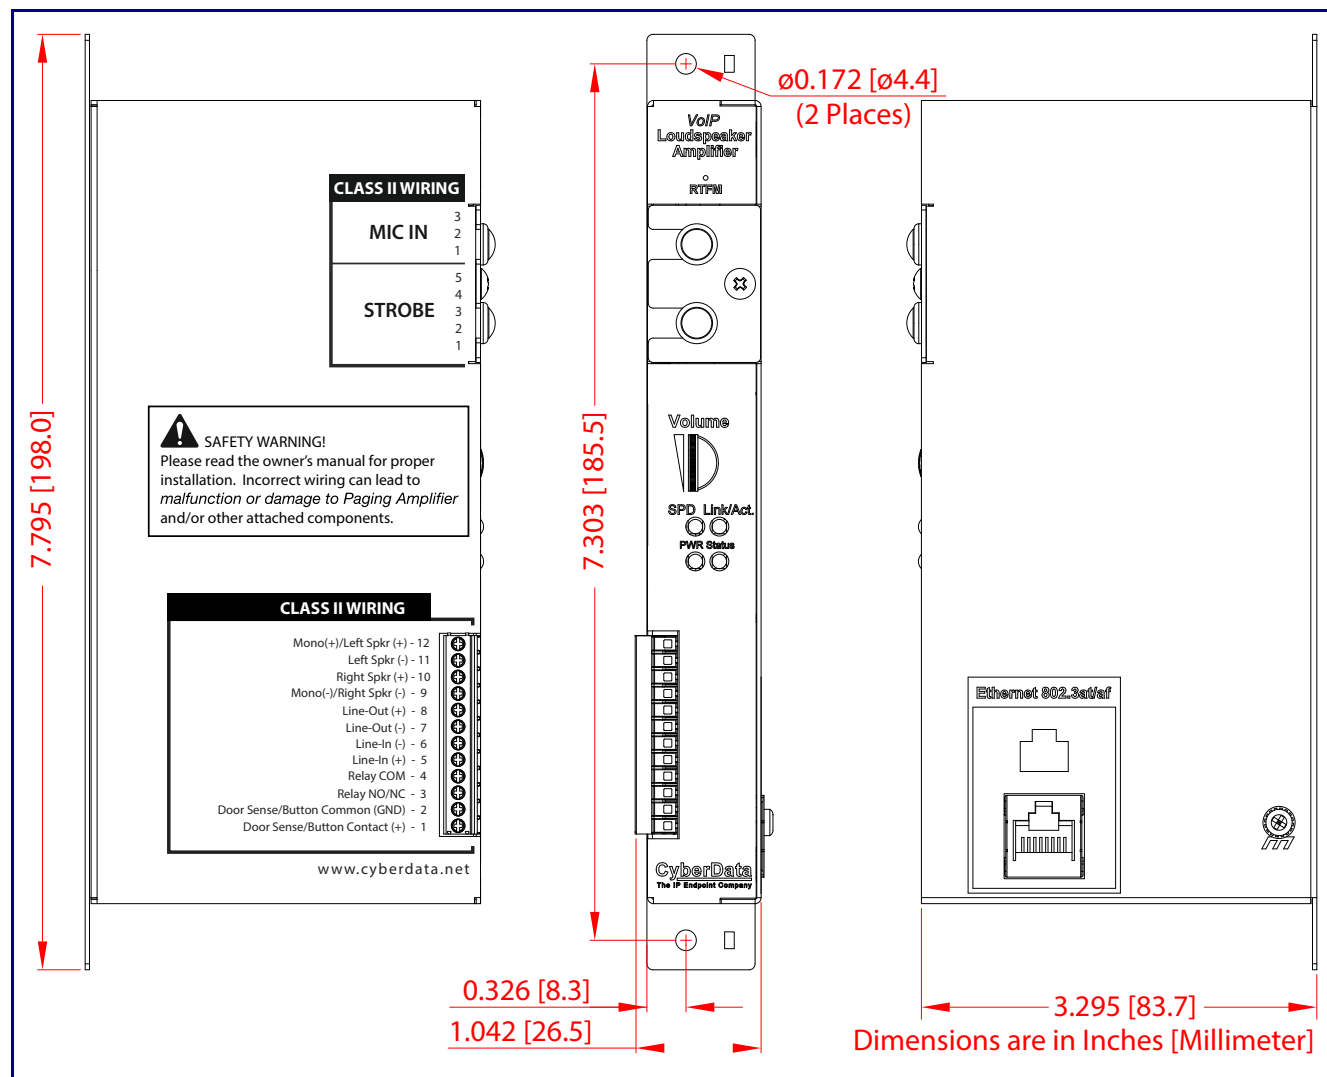 7.795 [198.0]
CLASS II WIRING
MIC IN
3
2
1
STROBE
5
4
3
2
1
SAFETY WARNING!
Please read the owner's manual for proper
installation. Incorrect wiring can lead to
malfunction or damage to Paging Amplifier
and/or other attached components.
CLASS II WIRING
Mono(+)/Left Spkr (+) - 12
Left Spkr (-) - 11
Right Spkr (+) - 10
Mono(-)/Right Spkr (-) - 9
Line-Out (+) - 8
Line-Out (-) - 7
Line-In (-) - 6
Line-In (+) - 5
Relay COM - 4
Relay NO/NC - 3
Door Sense/Button Common (GND) - 2
Door Sense/Button Contact (+) - 1
www.cyberdata.net
ø0.172 [ø4.4]
(2 Places)
VoIP
Loudspeaker
Amplifier
RTFM
7.303 [185.5]
Volume
SPD Link/Act.
PWR Status
CyberData
The IP Endpoint Company
0.326 [8.3]
1.042 [26.5]
Ethernet 802.3at/af
3.295 [83.7]
Dimensions are in Inches [Millimeter]